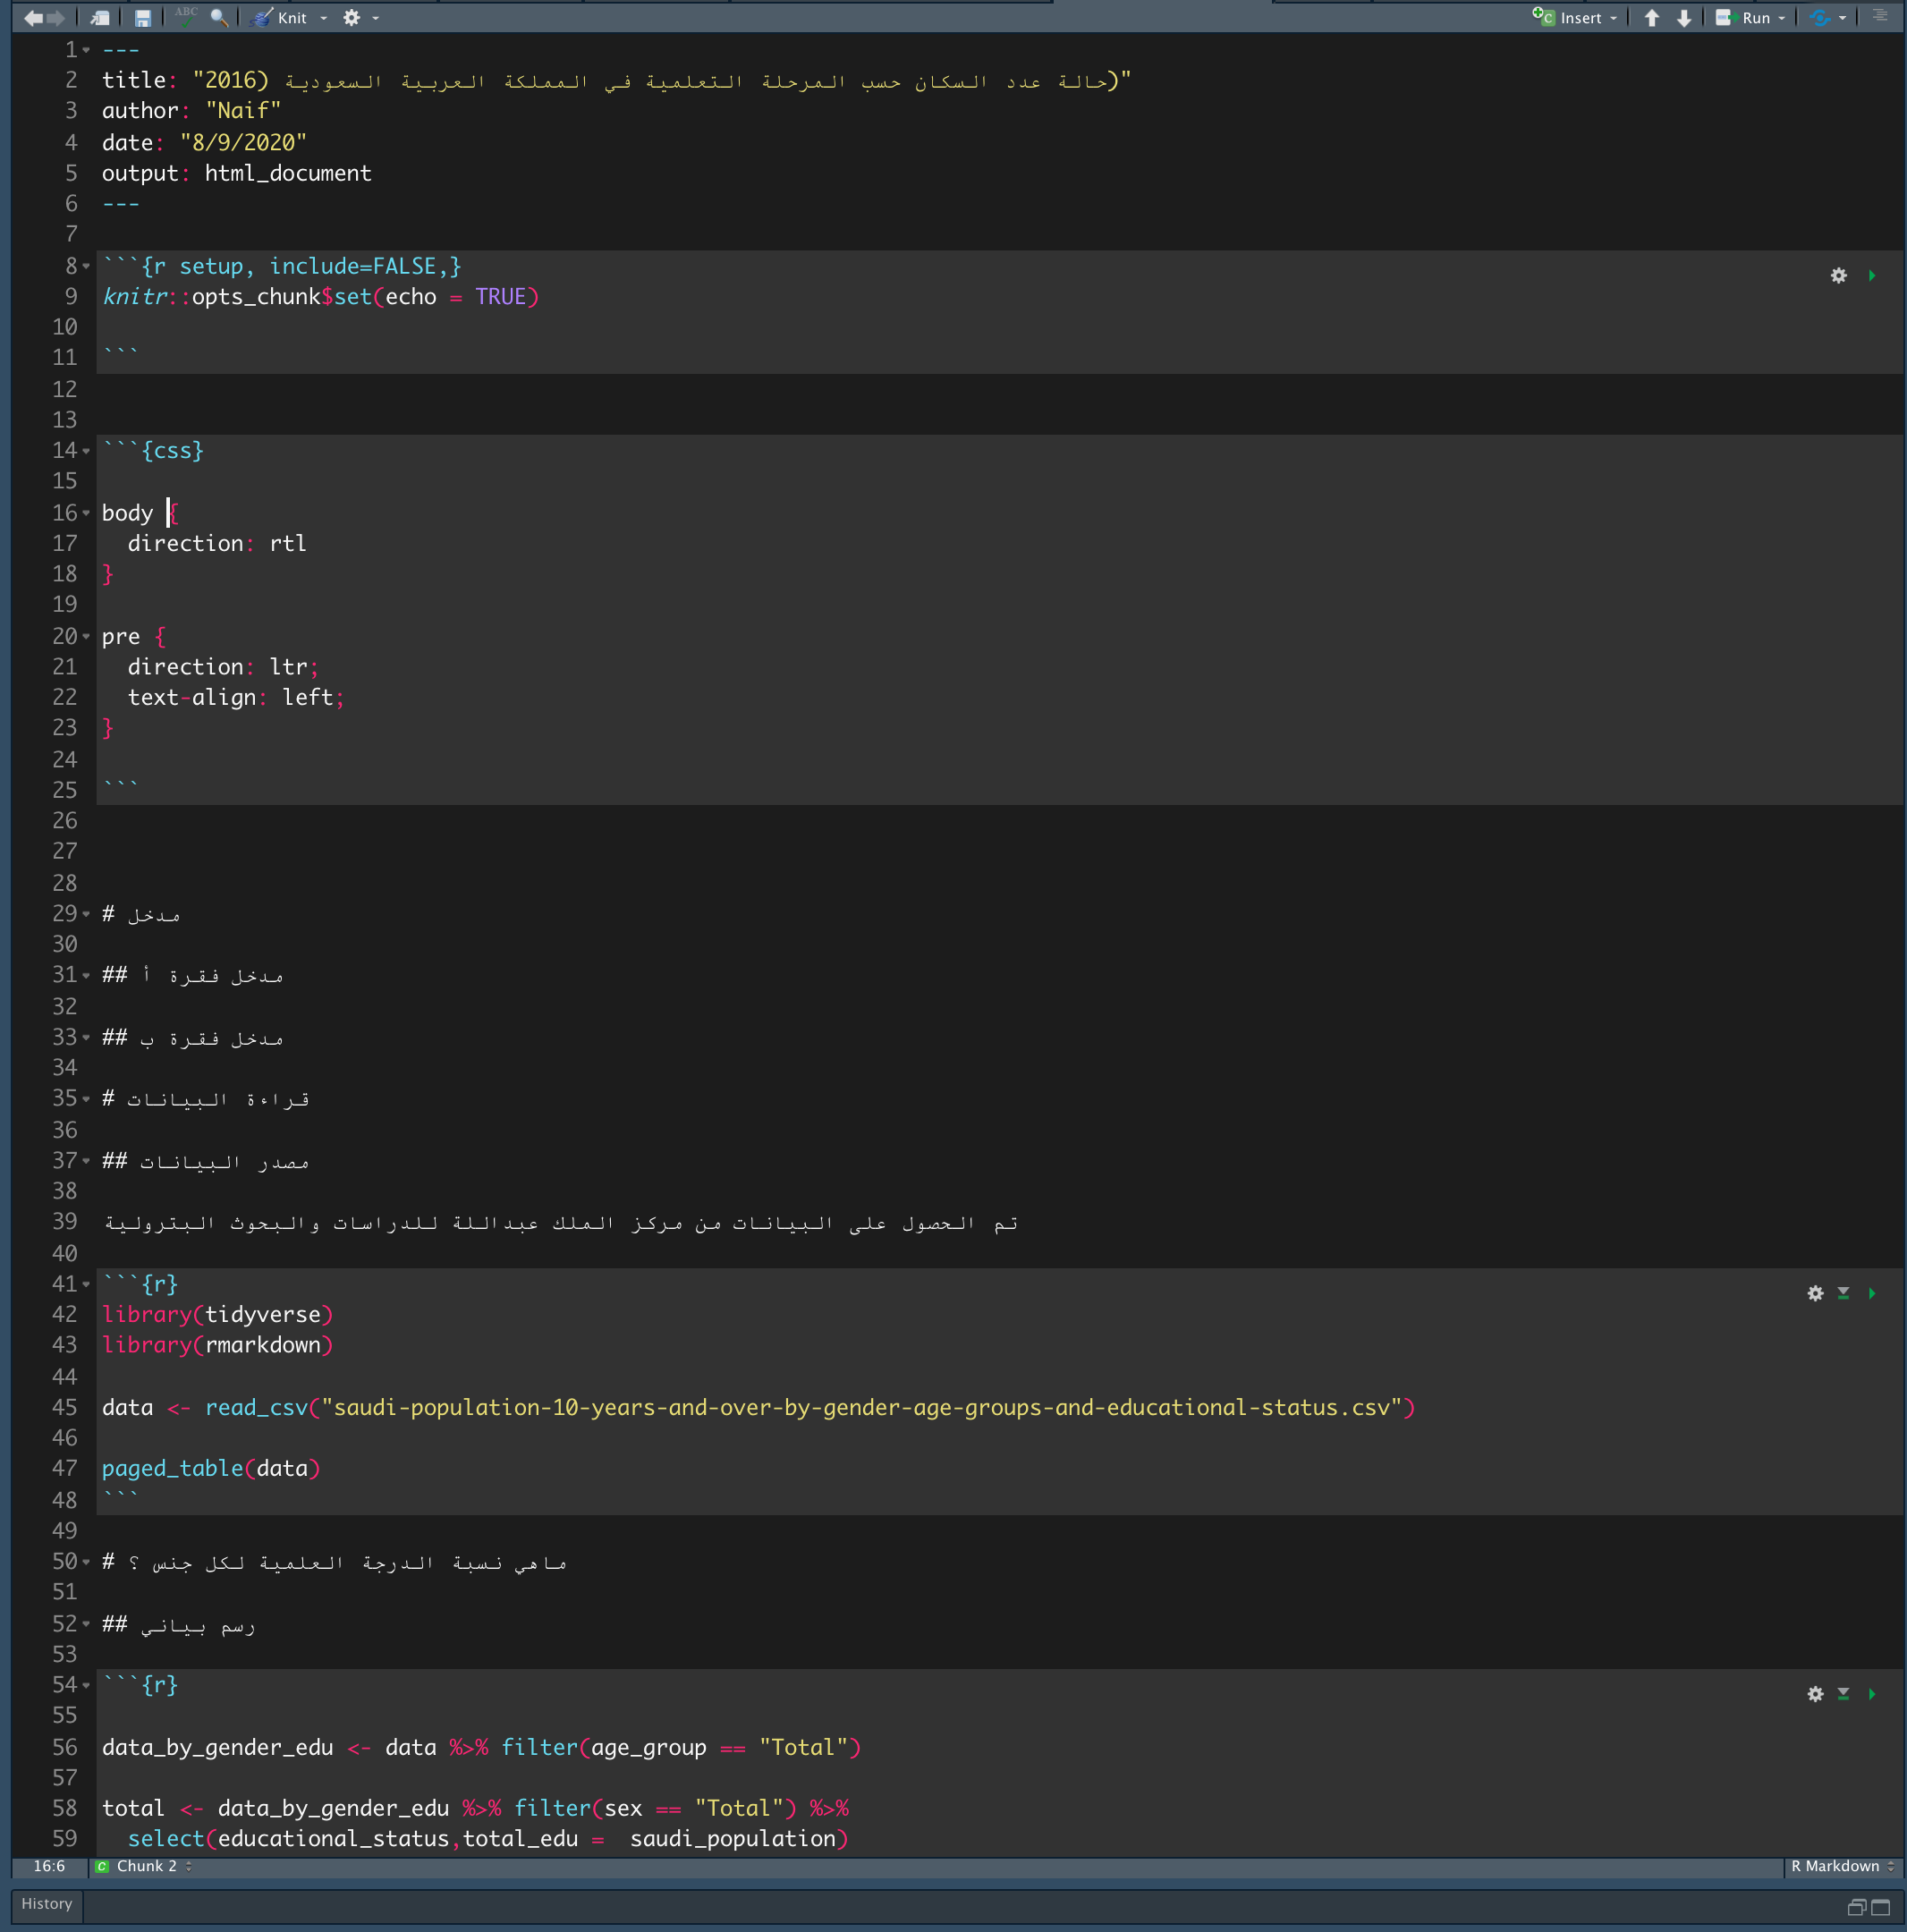 ABC Knit Insert Run
1 ---
2 title: "حالة عدد السكان حسب المرحلة التعلمية في المملكة العربية السعودية (2016)"
3 author: "Naif"
4 date: "8/9/2020"
5 output: html_document
6 ---
7
8 ```{r setup, include=FALSE,}
9 knitr::opts_chunk$set(echo = TRUE)
10
11 ```
12
13
14 ```{css}
15
16 body {
17   direction: rtl
18 }
19
20 pre {
21   direction: ltr;
22   text-align: left;
23 }
24
25 ```
26
27
28
29 # مدخل
30
31 ## مدخل فقرة أ
32
33 ## مدخل فقرة ب
34
35 # قراءة البيانات
36
37 ## مصدر البيانات
38
39 تم الحصول على البيانات من مركز الملك عبداللة للدراسات والبحوث البترولية
40
41 ```{r}
42 library(tidyverse)
43 library(rmarkdown)
44
45 data <- read_csv("saudi-population-10-years-and-over-by-gender-age-groups-and-educational-status.csv")
46
47 paged_table(data)
48 ```
49
50 # ماهي نسبة الدرجة العلمية لكل جنس ؟
51
52 ## رسم بياني
53
54 ```{r}
55
56 data_by_gender_edu <- data %>% filter(age_group == "Total")
57
58 total <- data_by_gender_edu %>% filter(sex == "Total") %>%
59   select(educational_status,total_edu =  saudi_population)
16:6 C Chunk 2 R Markdown
History